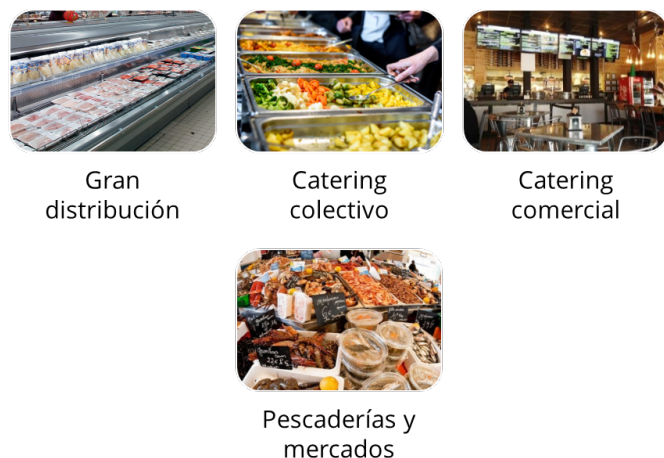 Gran
distribución
Catering
colectivo
Catering
comercial
Pescaderías y
mercados